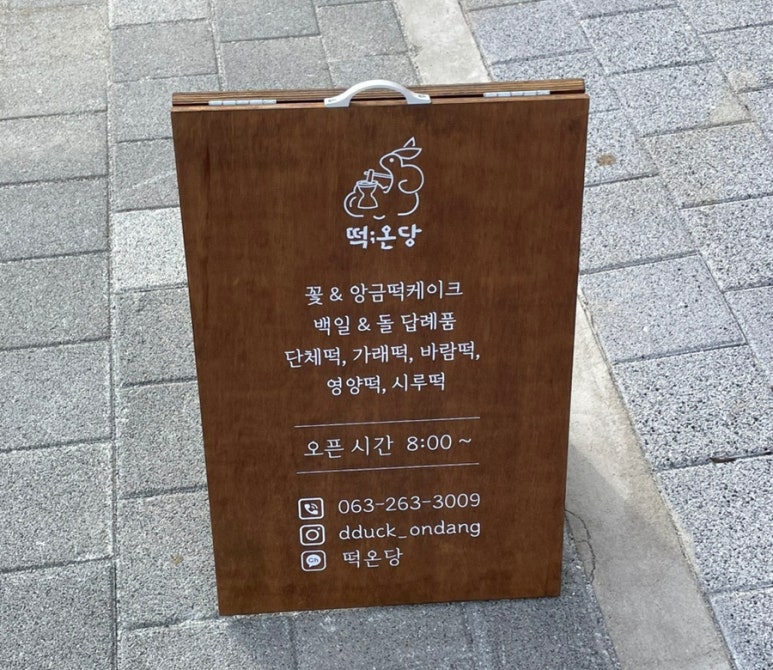 떡;온당
꽃 & 앙금떡케이크
백일 & 돌 답례품
단체떡, 가래떡, 바람떡,
영양떡, 시루떡
오픈 시간 8:00 ~
063-263-3009
dduck_ondang
Ch 떡온당